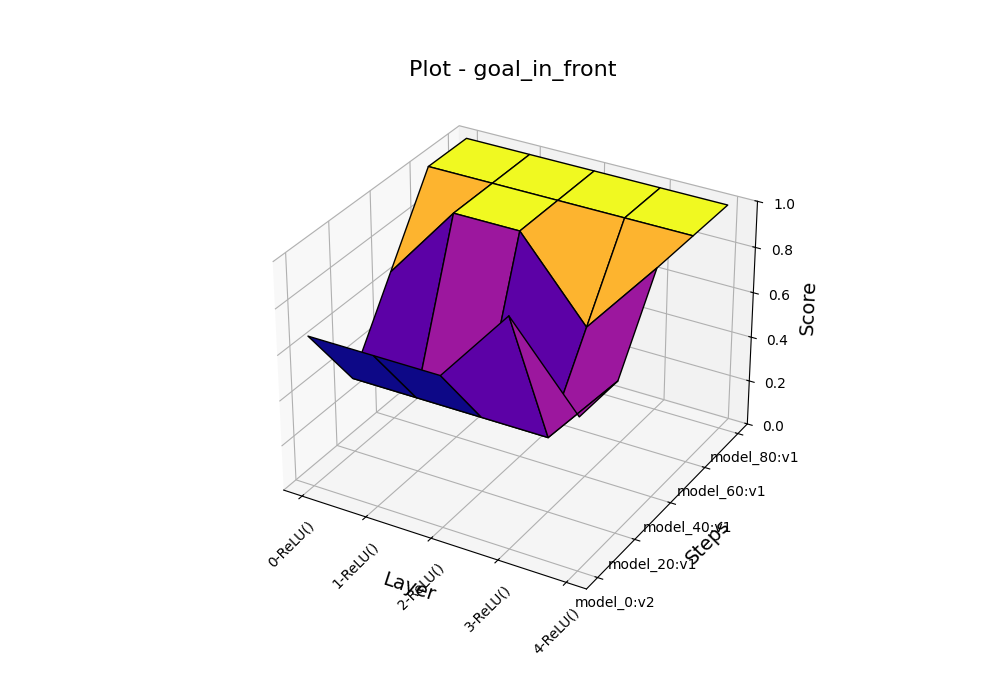 Plot - goal_in_front
1.0
0.8
0.6
0.4
0.2
0.0
Score
model_80:v1
model_60:v1
model_40:v1
model_20:v1
model_0:v2
Steps
0-ReLU()
1-ReLU()
2-ReLU()
3-ReLU()
4-ReLU()
Layer